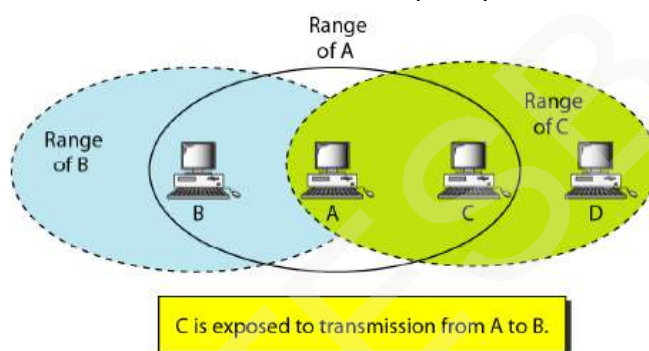 Range
of A
Range
of B
Range
of C
B
A
C
D
C is exposed to transmission from A to B.